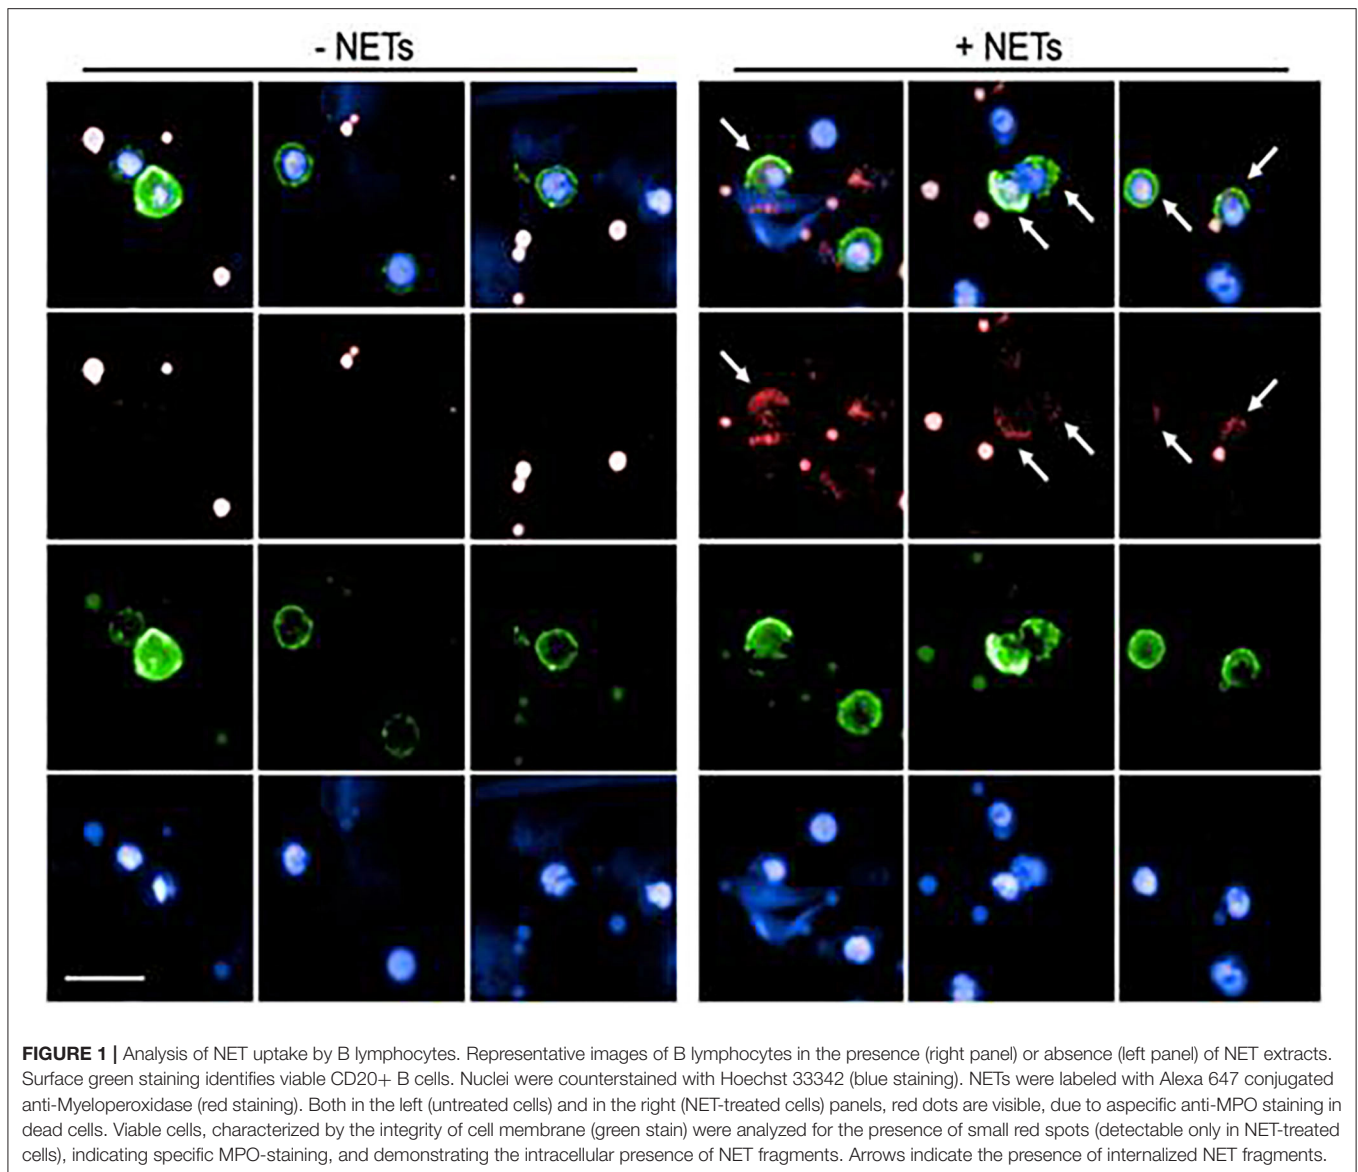 - NETs
+ NETs
FIGURE 1 | Analysis of NET uptake by B lymphocytes. Representative images of B lymphocytes in the presence (right panel) or absence (left panel) of NET extracts.
Surface green staining identifies viable CD20+ B cells. Nuclei were counterstained with Hoechst 33342 (blue staining). NETs were labeled with Alexa 647 conjugated
anti-Myeloperoxidase (red staining). Both in the left (untreated cells) and in the right (NET-treated cells) panels, red dots are visible, due to aspecific anti-MPO staining in
dead cells. Viable cells, characterized by the integrity of cell membrane (green stain) were analyzed for the presence of small red spots (detectable only in NET-treated
cells), indicating specific MPO-staining, and demonstrating the intracellular presence of NET fragments. Arrows indicate the presence of internalized NET fragments.